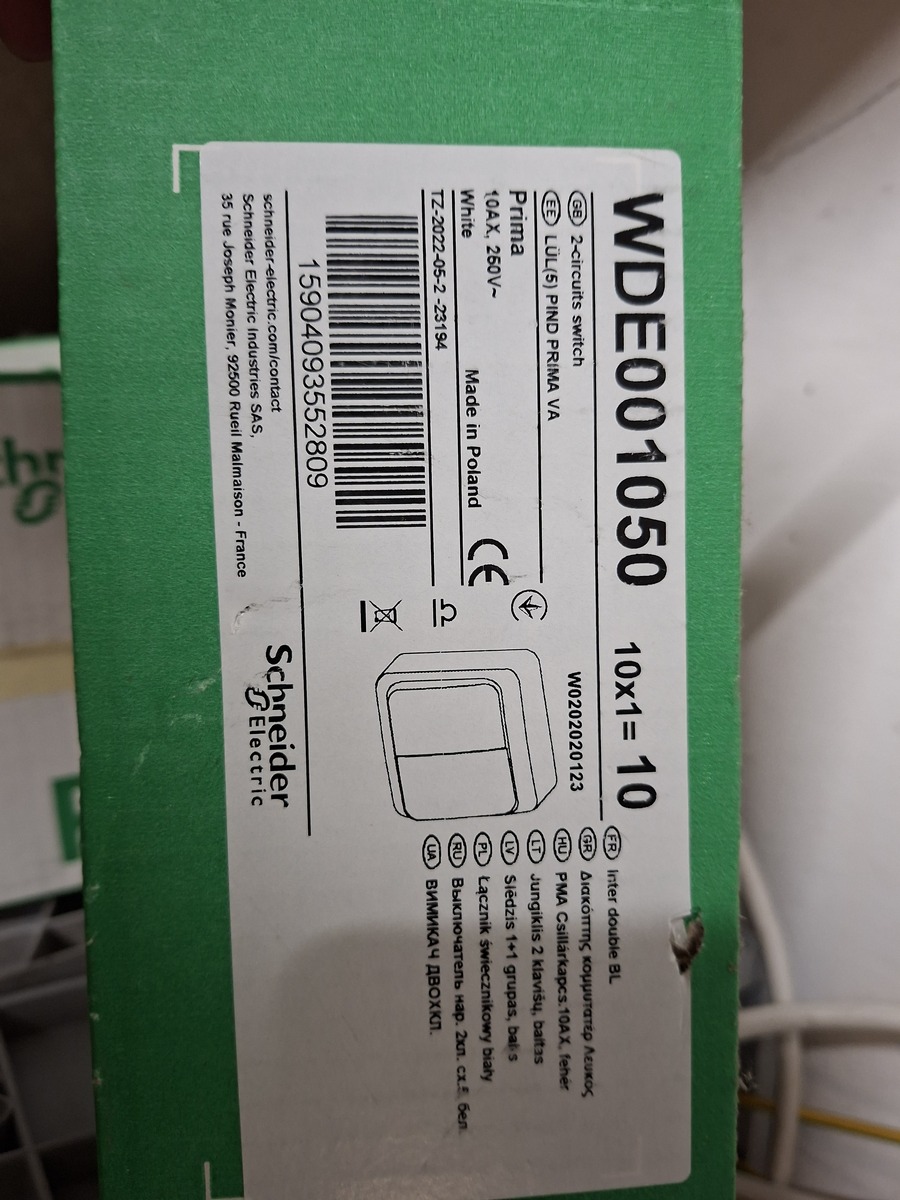 WDE001050 10x1= 10
GB 2-circuits switch
EE LÜL(5) PIND PRIMA VA
W0202020123
Prima
10AX, 250V~
White Made in Poland CE
TZ-2022-05-2 -23194
1590409355280​9
schneider-electric.com/contact
Schneider Electric Industries SAS,
35 rue Joseph Monier, 92500 Rueil Malmaison - France
Schneider
Electric
FR Inter double BL
GR Διακόπτης κομμυτατέρ Λευκός
HU PMA Csillárkapcs.10AX, fehér
LT Jungiklis 2 klavišų, baltas
LV Slēdzis 1+1 grupas, balts
PL Łącznik świecznikowy biały
RU Выключатель нар. 2кл. сх. бел.
UA ВИМИКАЧ ДВОХКЛ.